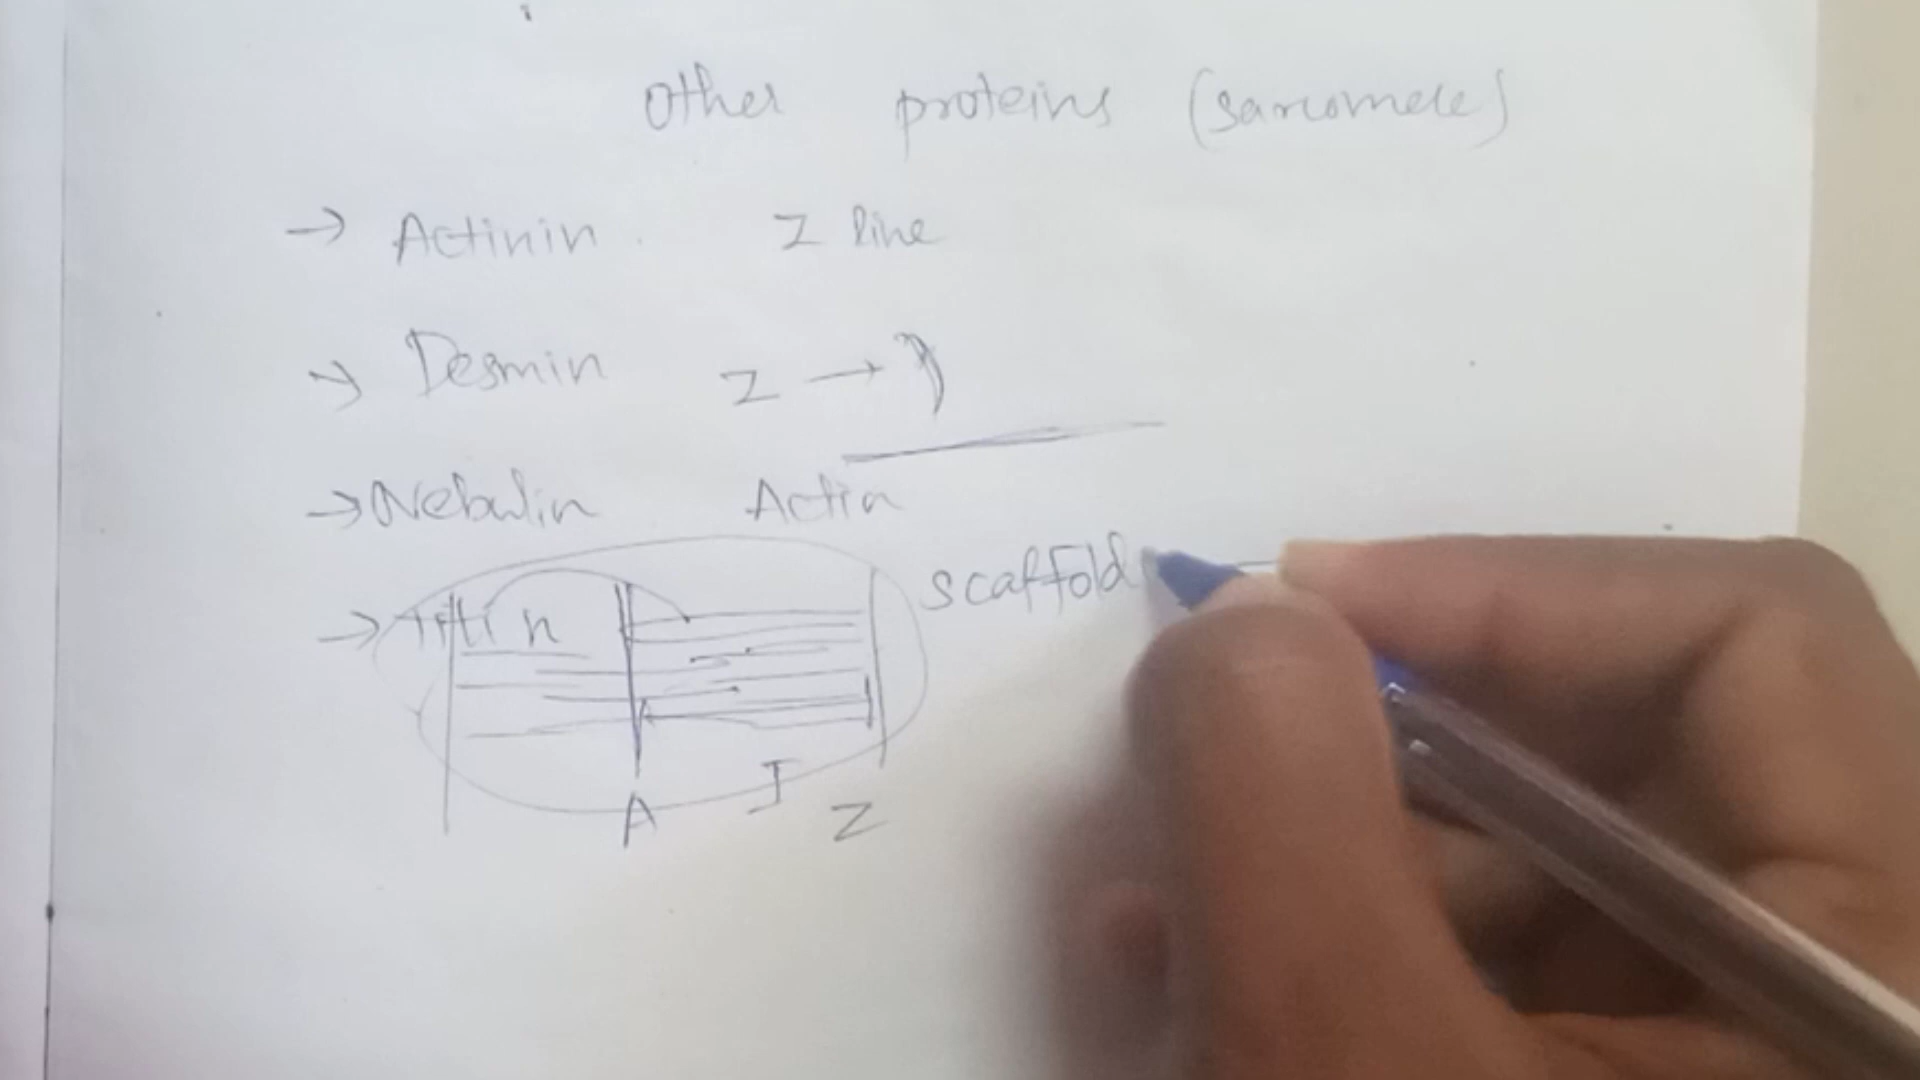 Other proteins (sarcomere)
→ Actinin Z line
→ Desmin Z →
→ Nebulin Actin
→ Titin scaffold
A I Z